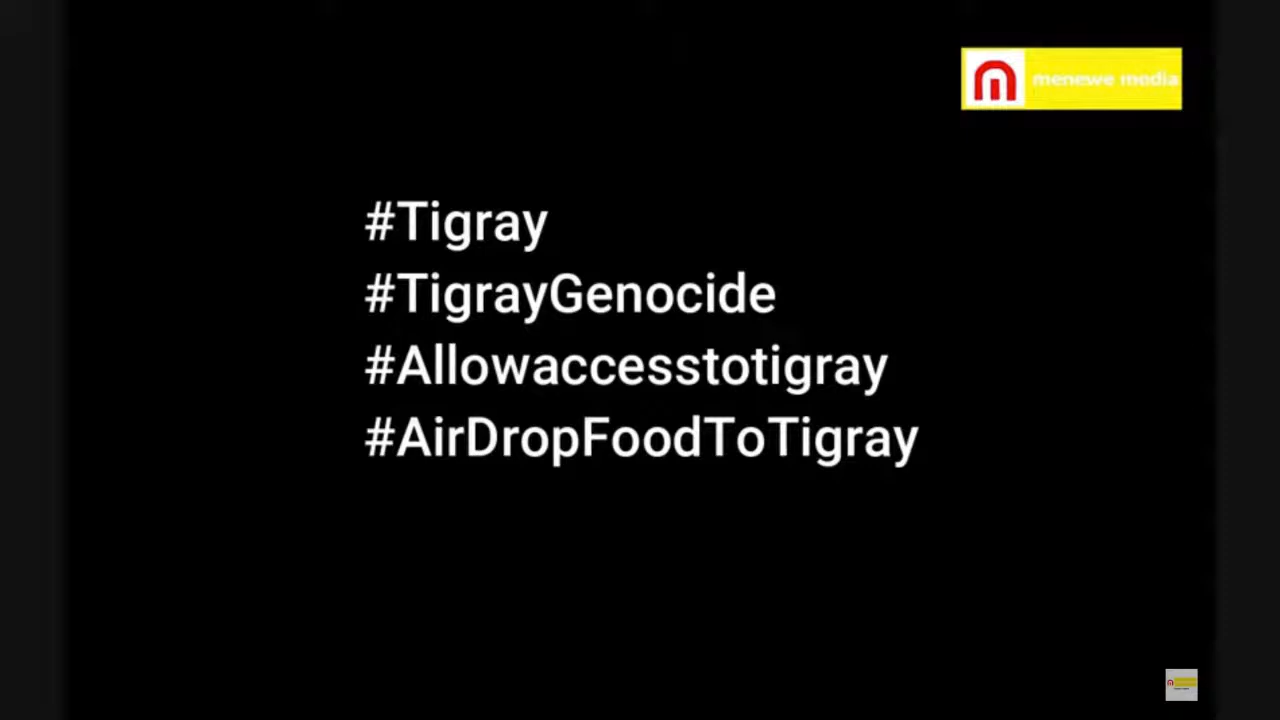 menewe media
#Tigray
#TigrayGenocide
#Allowaccesstotigray
#AirDropFoodToTigray